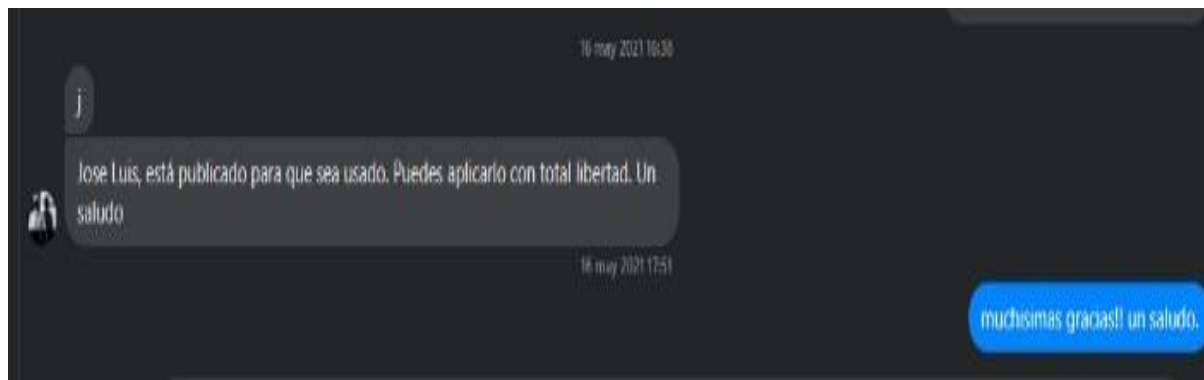 16 may 2021 16:38
j
Jose Luis, está publicado para que sea usado. Puedes aplicarlo con total libertad. Un
saludo
16 may 2021 17:51
muchisimas gracias!! un saludo.